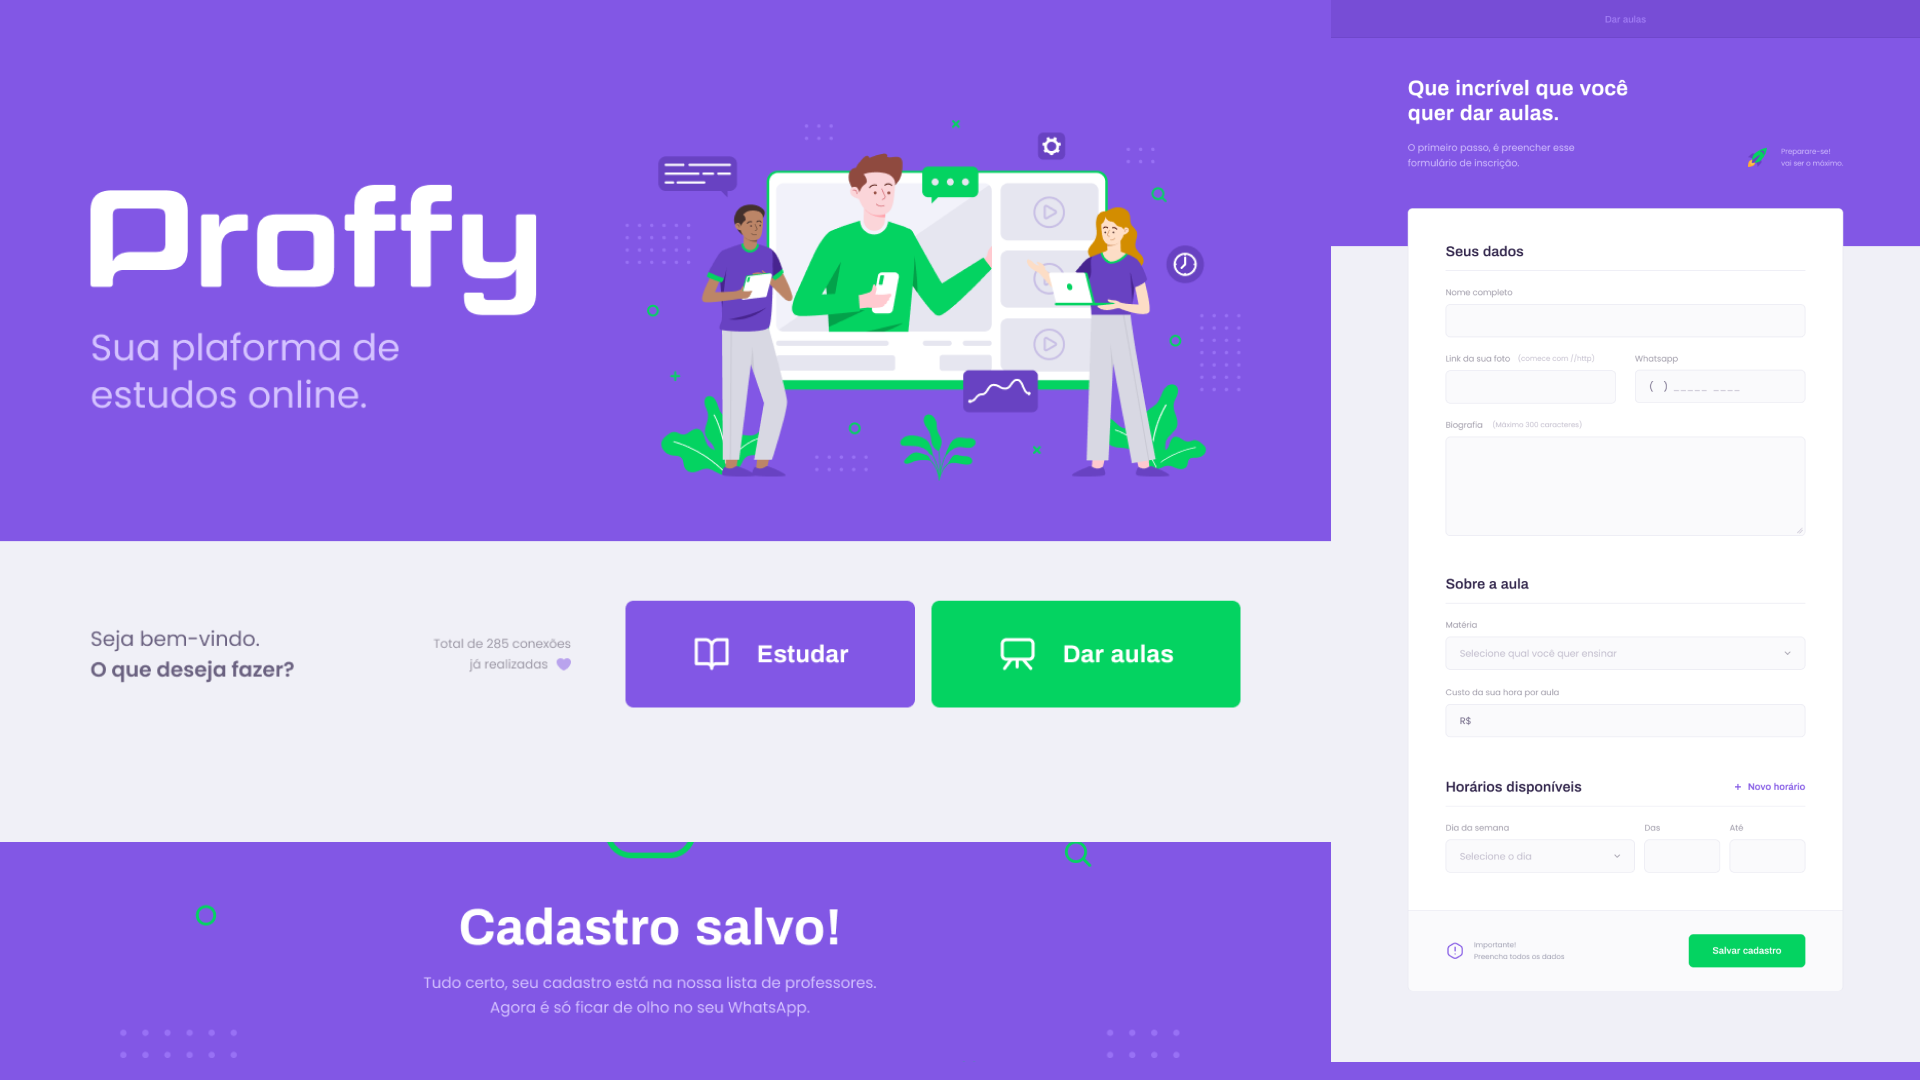 Proffy
Sua plaforma de
estudos online.
Seja bem-vindo.
O que deseja fazer?
Total de 285 conexões
já realizadas
Estudar
Dar aulas
Cadastro salvo!
Tudo certo, seu cadastro está na nossa lista de professores.
Agora é só ficar de olho no seu WhatsApp.
Dar aulas
Que incrível que você
quer dar aulas.
O primeiro passo, é preencher esse
formulário de inscrição.
Preparare-se!
vai ser o máximo.
Seus dados
Nome completo
Link da sua foto (comece com //http)
Whatsapp
( ) _____ ____
Biografia (Máximo 300 caracteres)
Sobre a aula
Matéria
Selecione qual você quer ensinar
Custo da sua hora por aula
R$
Horários disponíveis
+ Novo horário
Dia da semana
Das
Até
Selecione o dia
Importante!
Preencha todos os dados
Salvar cadastro